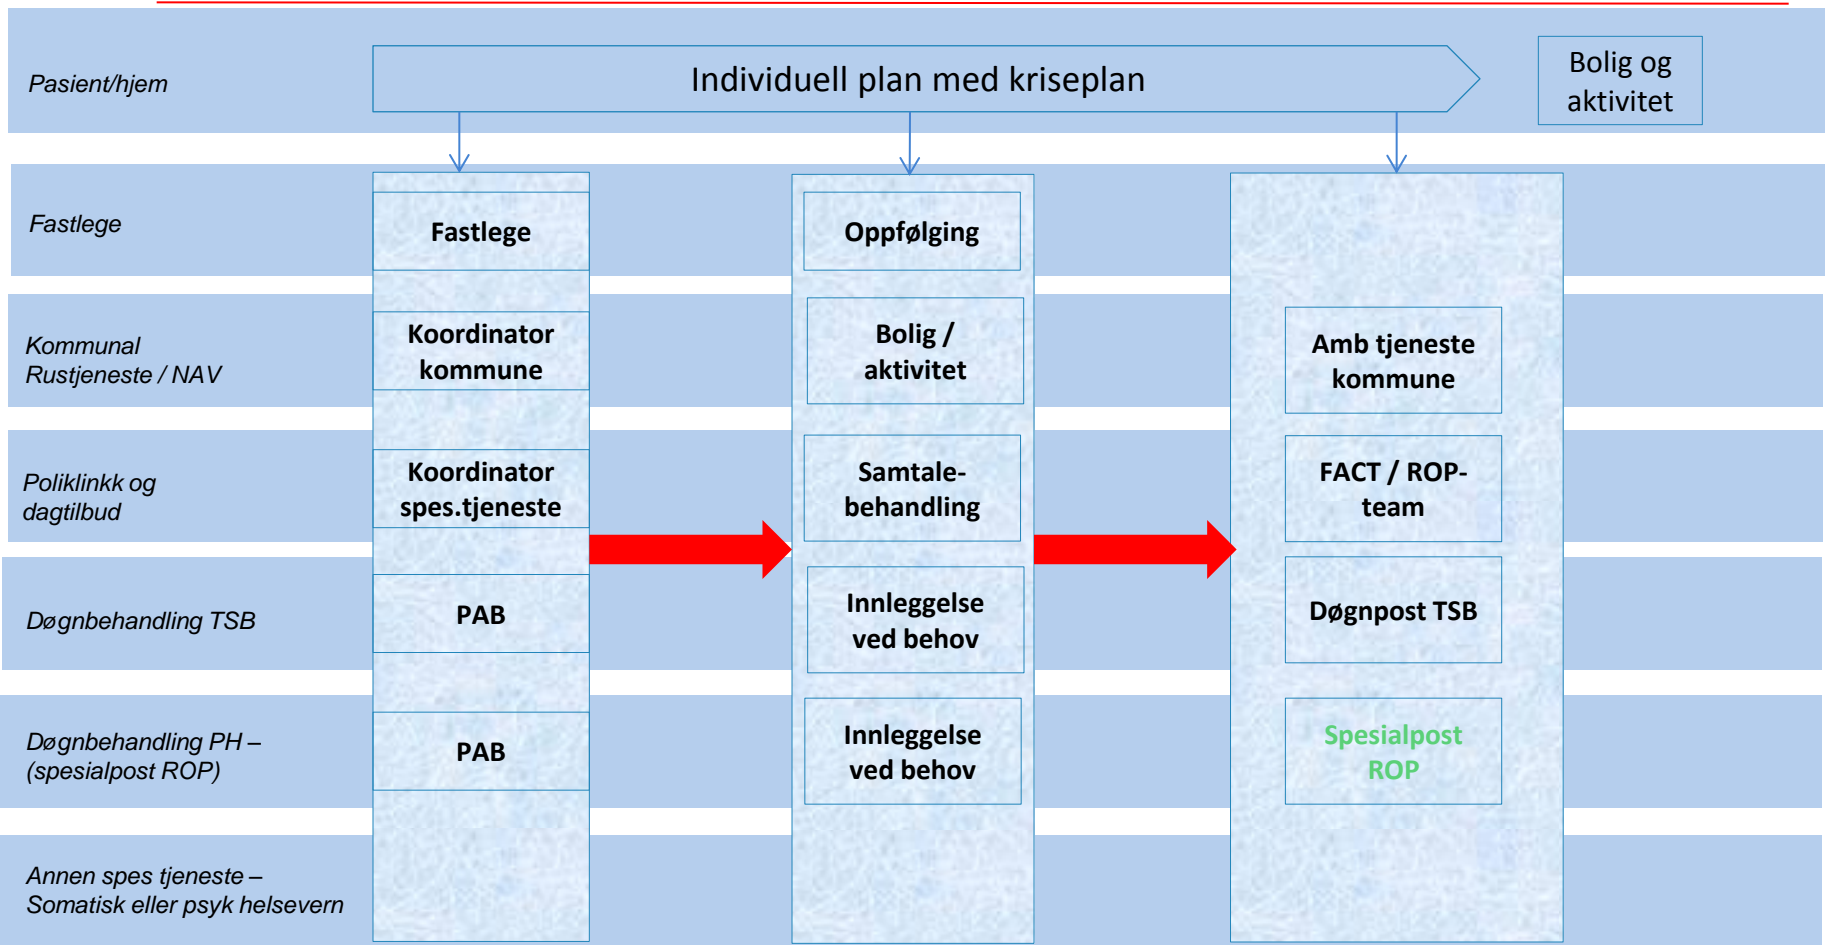 Pasient/hjem
Individuell plan med kriseplan
Bolig og
aktivitet
Fastlege
Fastlege
Oppfølging
Kommunal
Rustjeneste / NAV
Koordinator
kommune
Bolig /
aktivitet
Amb tjeneste
kommune
Poliklinkk og
dagtilbud
Koordinator
spes.tjeneste
Samtale-
behandling
FACT / ROP-
team
Døgnbehandling TSB
PAB
Innleggelse
ved behov
Døgnpost TSB
Døgnbehandling PH –
(spesialpost ROP)
PAB
Innleggelse
ved behov
Spesialpost
ROP
Annen spes tjeneste –
Somatisk eller psyk helsevern